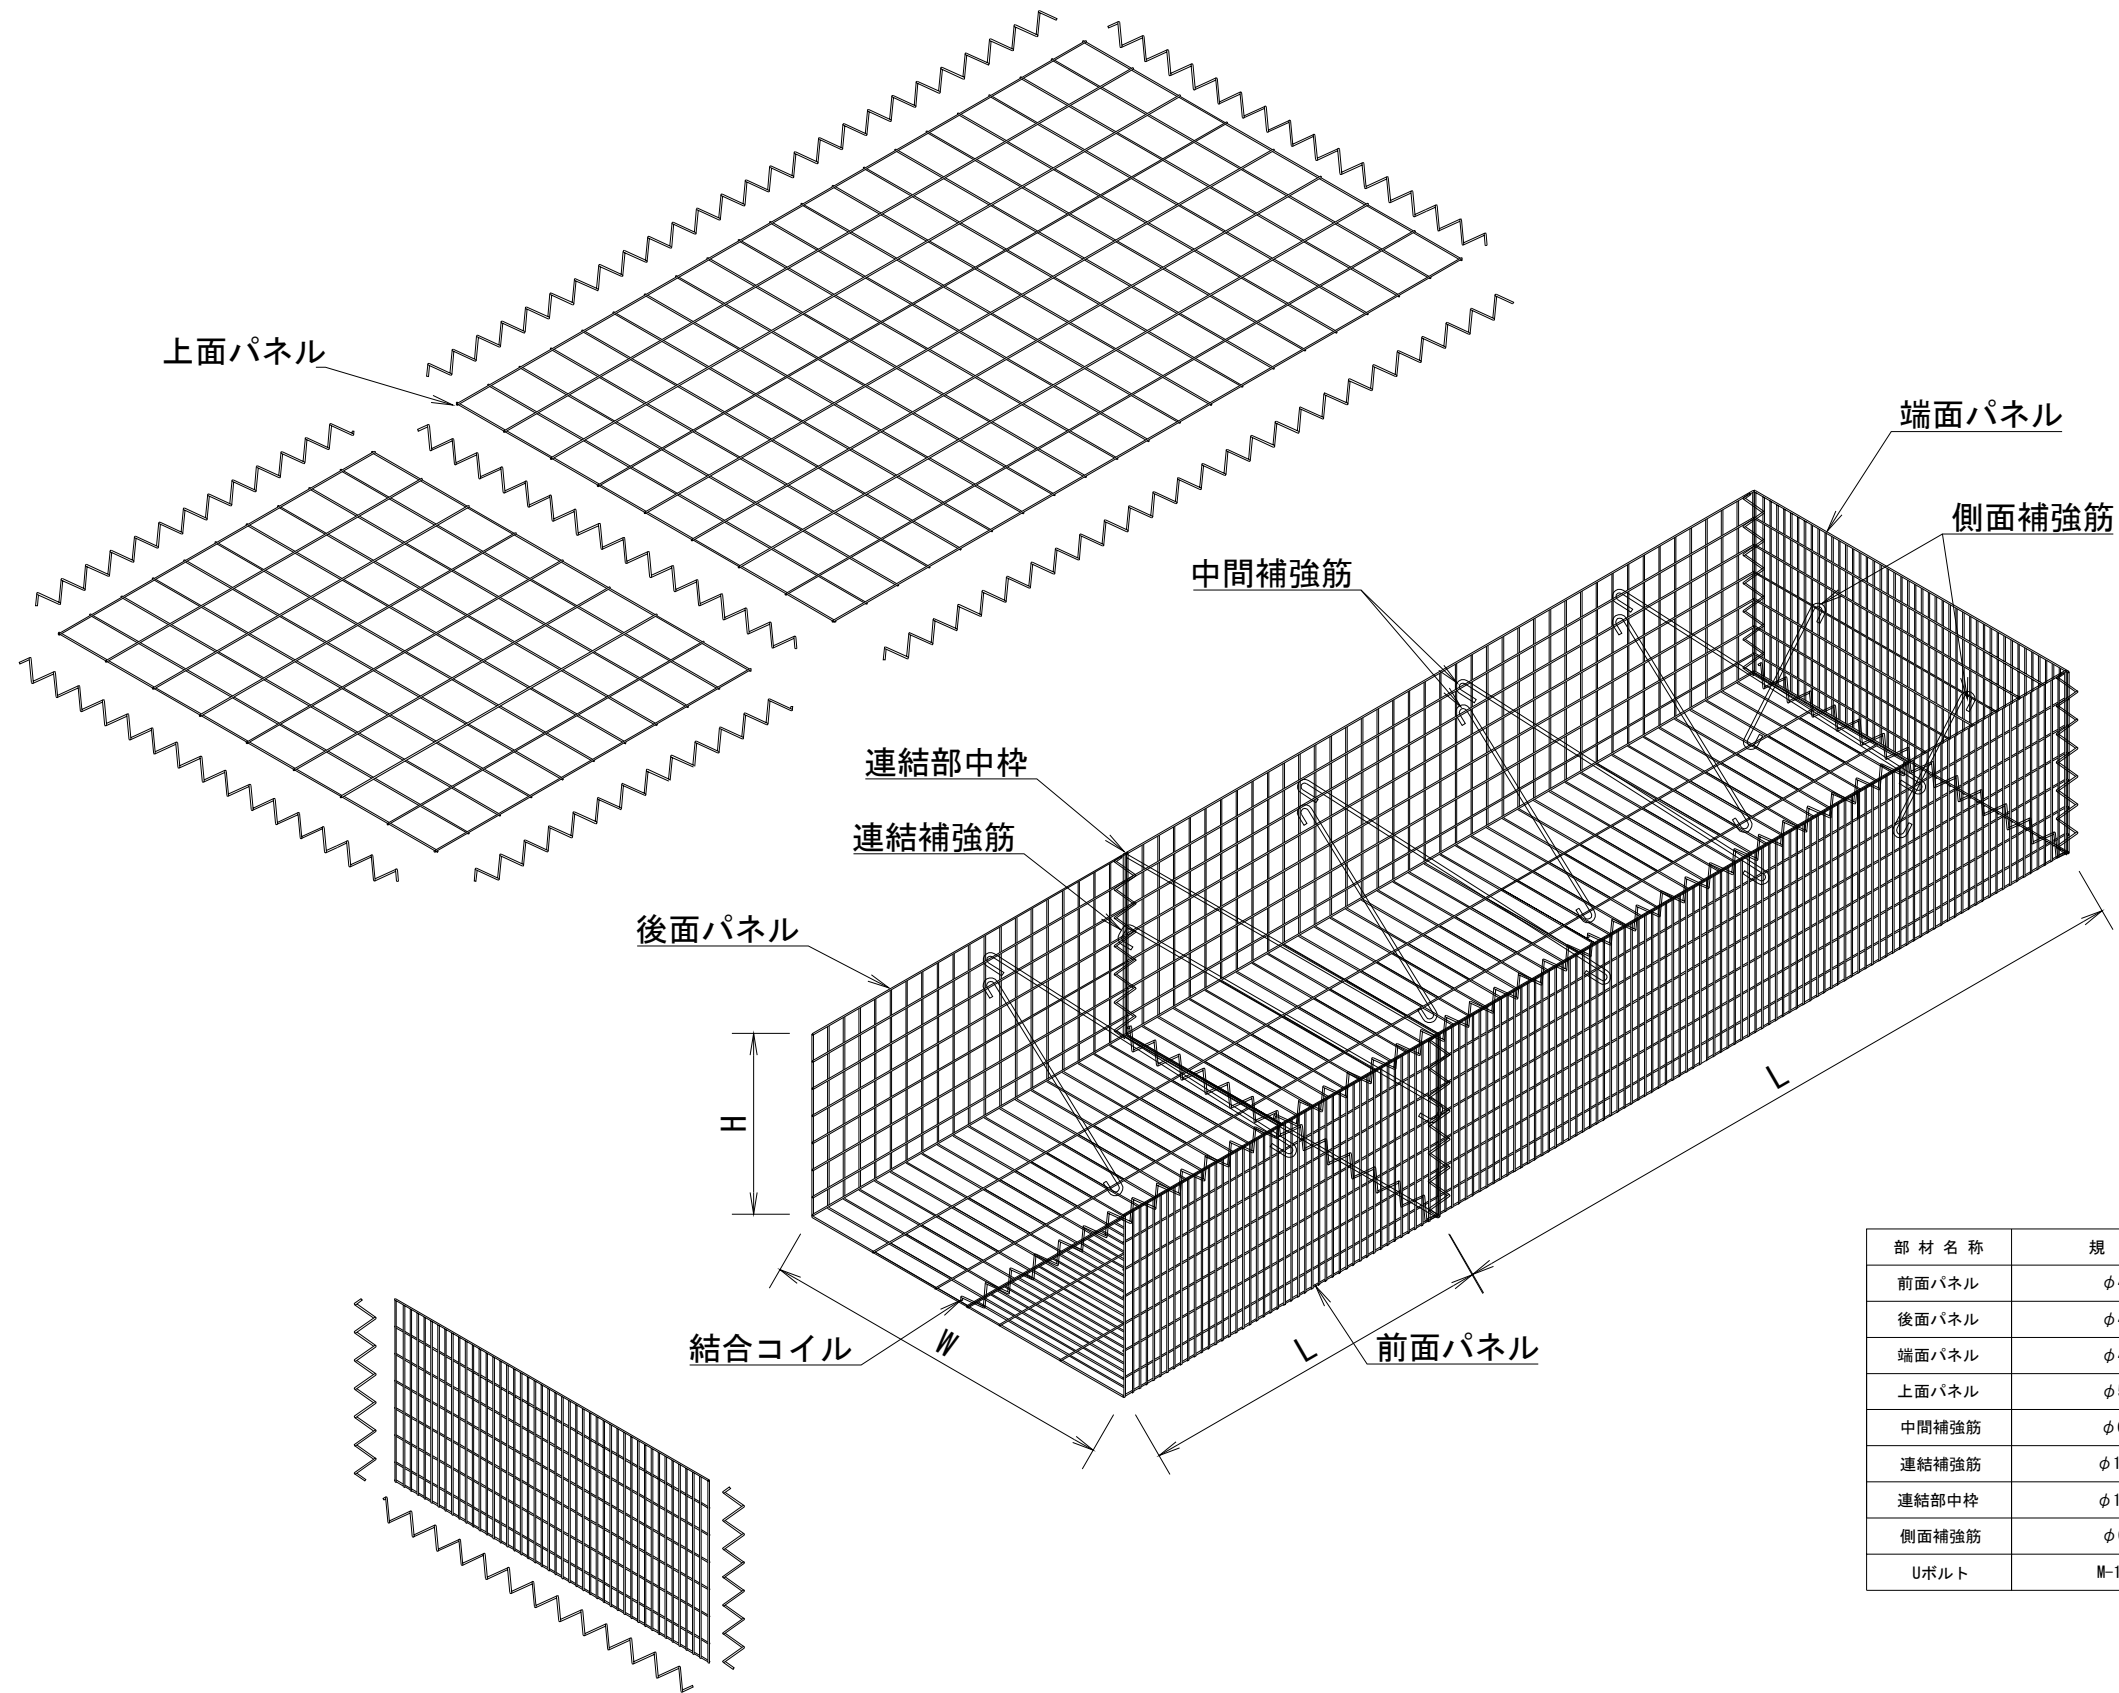 上面パネル
端面パネル
側面補強筋
中間補強筋
連結部中枠
連結補強筋
後面パネル
H
L
結合コイル
W
L
前面パネル
部材名称 規
前面パネル φ
後面パネル φ
端面パネル φ
上面パネル φ
中間補強筋 φ
連結補強筋 φ1
連結部中枠 φ1
側面補強筋 φ
Uボルト M-1